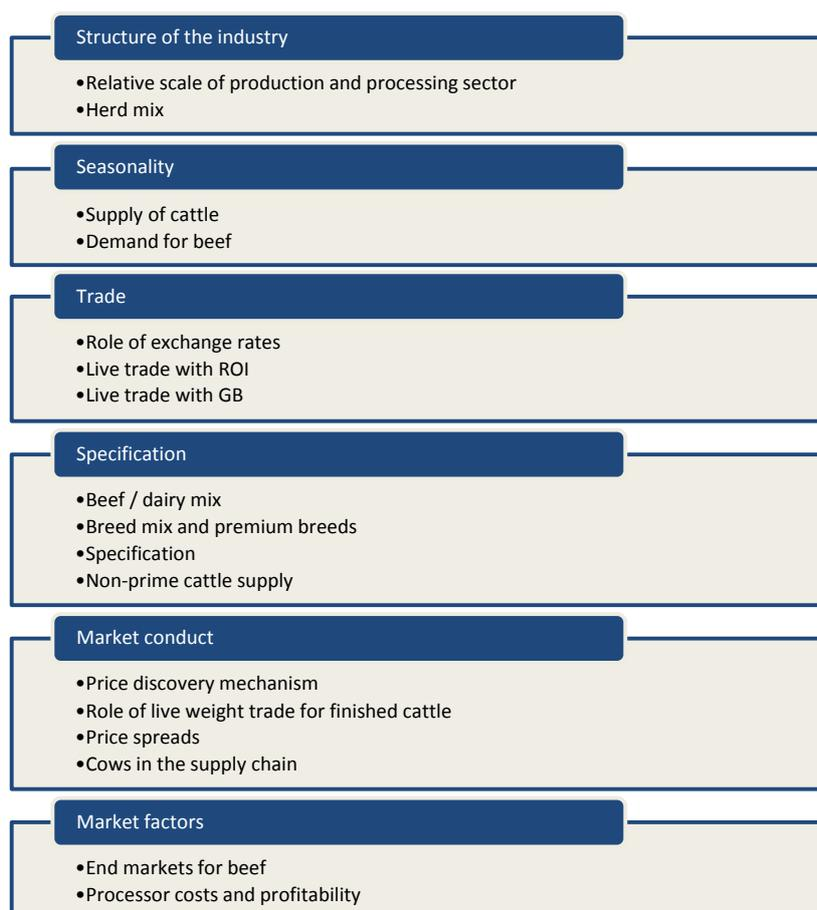 Structure of the industry
•Relative scale of production and processing sector
•Herd mix
Seasonality
•Supply of cattle
•Demand for beef
Trade
•Role of exchange rates
•Live trade with ROI
•Live trade with GB
Specification
•Beef / dairy mix
•Breed mix and premium breeds
•Specification
•Non-prime cattle supply
Market conduct
•Price discovery mechanism
•Role of live weight trade for finished cattle
•Price spreads
•Cows in the supply chain
Market factors
•End markets for beef
•Processor costs and profitability